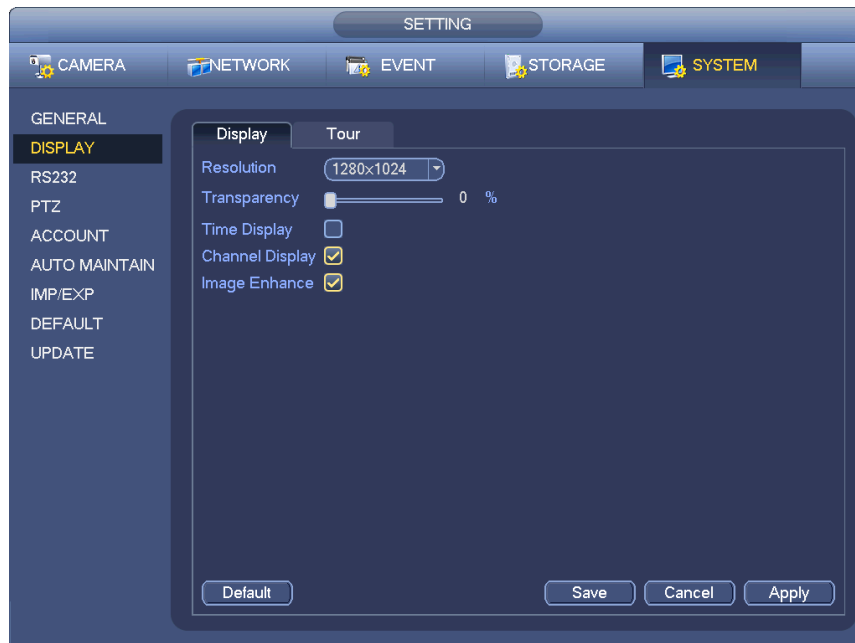 SETTING
CAMERA NETWORK EVENT STORAGE SYSTEM
GENERAL
DISPLAY
RS232
PTZ
ACCOUNT
AUTO MAINTAIN
IMP/EXP
DEFAULT
UPDATE
Display Tour
Resolution 1280×1024
Transparency 0 %
Time Display
Channel Display
Image Enhance
Default Save Cancel Apply